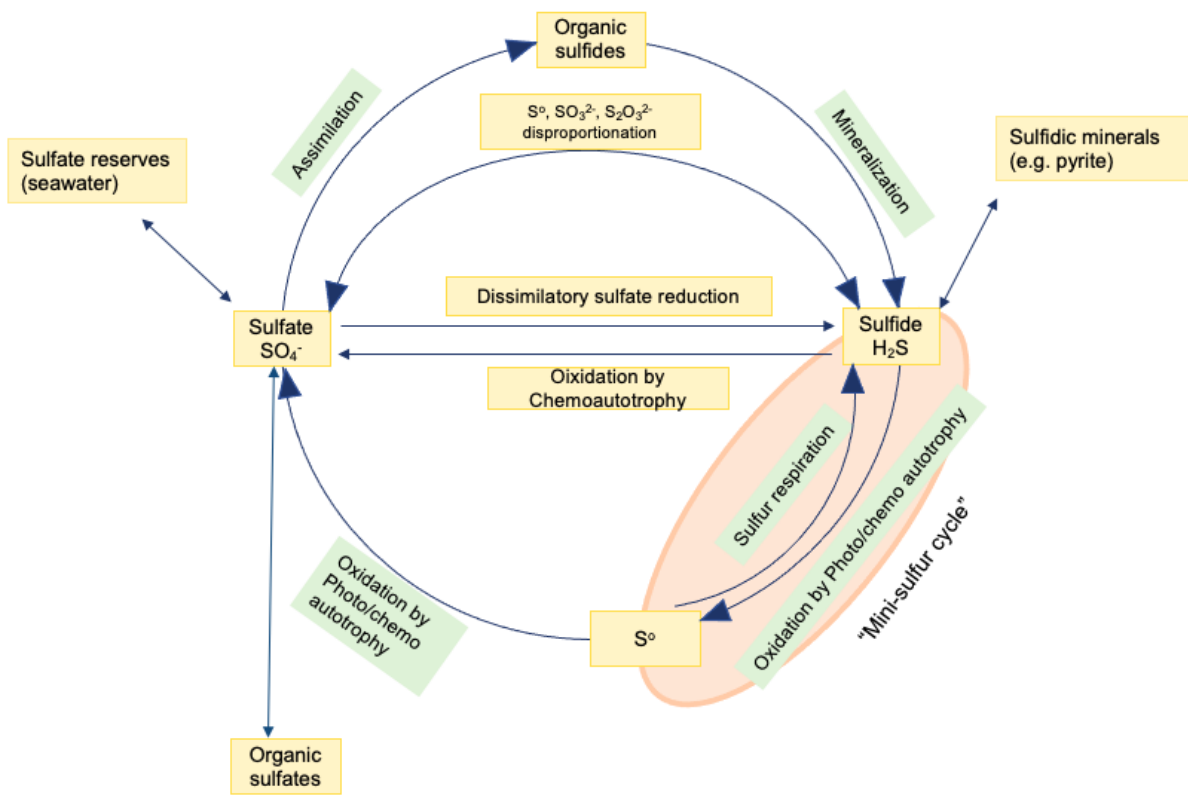 Organic
sulfides
Assimilation
S⁰, SO₃²⁻, S₂O₃²⁻
disproportionation
Mineralization
Sulfate reserves
(seawater)
Sulfidic minerals
(e.g. pyrite)
Dissimilatory sulfate reduction
Sulfate
SO₄⁻
Sulfide
H₂S
Oixidation by
Chemoautotrophy
Sulfur respiration
Oxidation by Photo/chemo autotrophy
“Mini-sulfur cycle”
Oxidation by
Photo/chemo
autotrophy
S⁰
Organic
sulfates